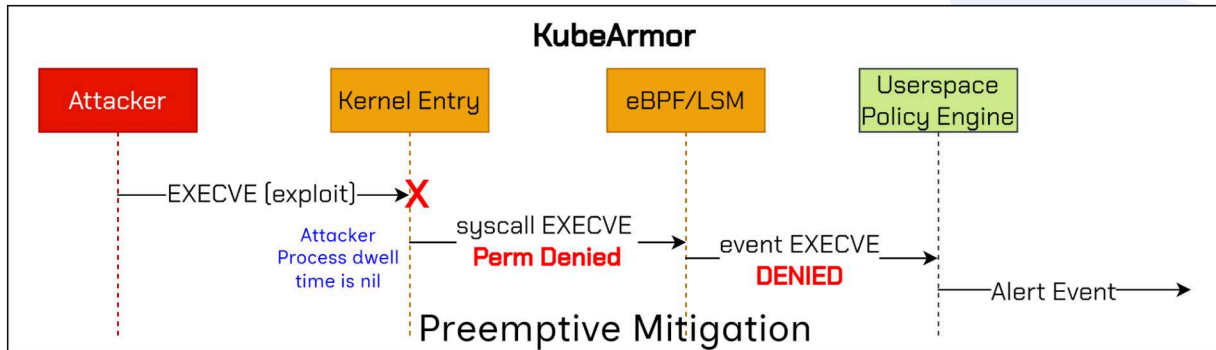 KubeArmor
Attacker
Kernel Entry
eBPF/LSM
Userspace
Policy Engine
EXECVE (exploit)
X
Attacker
Process dwell
time is nil
syscall EXECVE
Perm Denied
event EXECVE
DENIED
Alert Event
Preemptive Mitigation